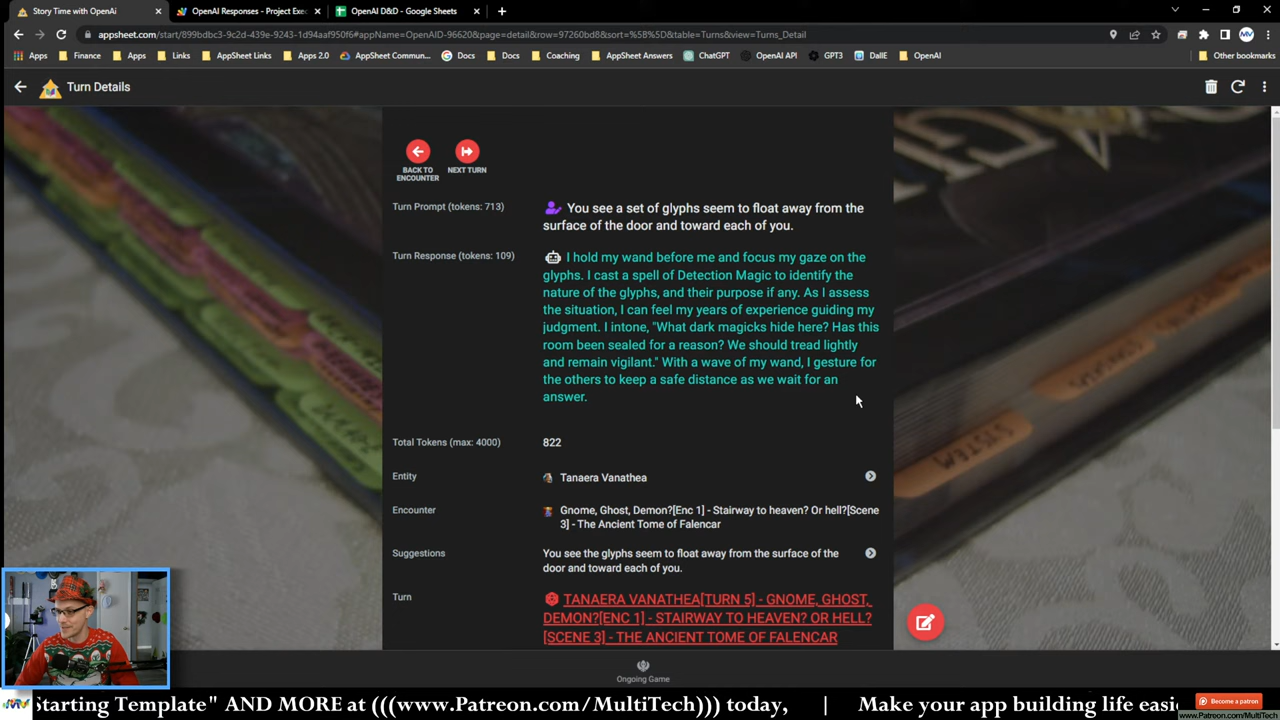 Story Time with OpenAi
OpenAI Responses - Project Exec
OpenAI D&D - Google Sheets
appsheet.com/start/899bdbc3-9c2d-439e-9243-1d94aaf950f6#appName=OpenAID-96620&page=detail&row=97260bd8&sort=%5B%5D&table=Turns&view=Turns_Detail
Apps
Finance
Apps
Links
AppSheet Links
Apps 2.0
AppSheet Commun...
Docs
Docs
Coaching
AppSheet Answers
ChatGPT
OpenAI API
GPT3
DallE
OpenAI
Other bookmarks
Turn Details
BACK TO
ENCOUNTER
NEXT TURN
Turn Prompt (tokens: 713)
You see a set of glyphs seem to float away from the
surface of the door and toward each of you.
Turn Response (tokens: 109)
I hold my wand before me and focus my gaze on the
glyphs. I cast a spell of Detection Magic to identify the
nature of the glyphs, and their purpose if any. As I assess
the situation, I can feel my years of experience guiding my
judgment. I intone, "What dark magicks hide here? Has this
room been sealed for a reason? We should tread lightly
and remain vigilant." With a wave of my wand, I gesture for
the others to keep a safe distance as we wait for an
answer.
Total Tokens (max: 4000)
822
Entity
Tanaera Vanathea
Encounter
Gnome, Ghost, Demon?[Enc 1] - Stairway to heaven? Or hell?[Scene
3] - The Ancient Tome of Falencar
Suggestions
You see the glyphs seem to float away from the surface of the
door and toward each of you.
Turn
TANAERA VANATHEA[TURN 5] - GNOME, GHOST,
DEMON?[ENC 1] - STAIRWAY TO HEAVEN? OR HELL?
[SCENE 3] - THE ANCIENT TOME OF FALENCAR
Ongoing Game
Starting Template" AND MORE at (((www.Patreon.com/MultiTech))) today, | Make you app building life easi
Become a patron
www.Patreon.com/MultiTech